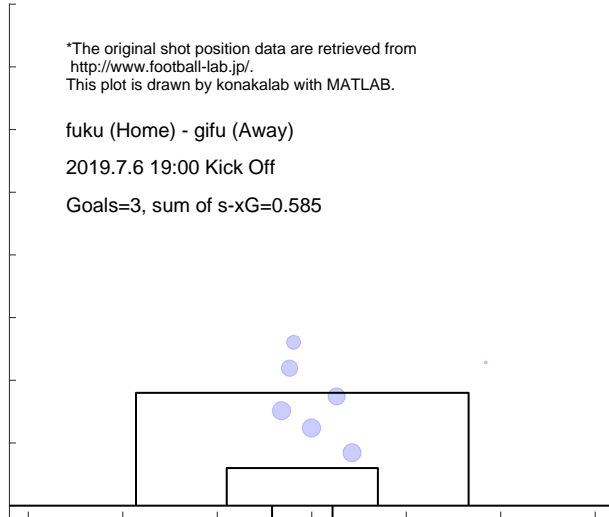 *The original shot position data are retrieved from
http://www.football-lab.jp/.
This plot is drawn by konakalab with MATLAB.
fuku (Home) - gifu (Away)
2019.7.6 19:00 Kick Off
Goals=3, sum of s-xG=0.585